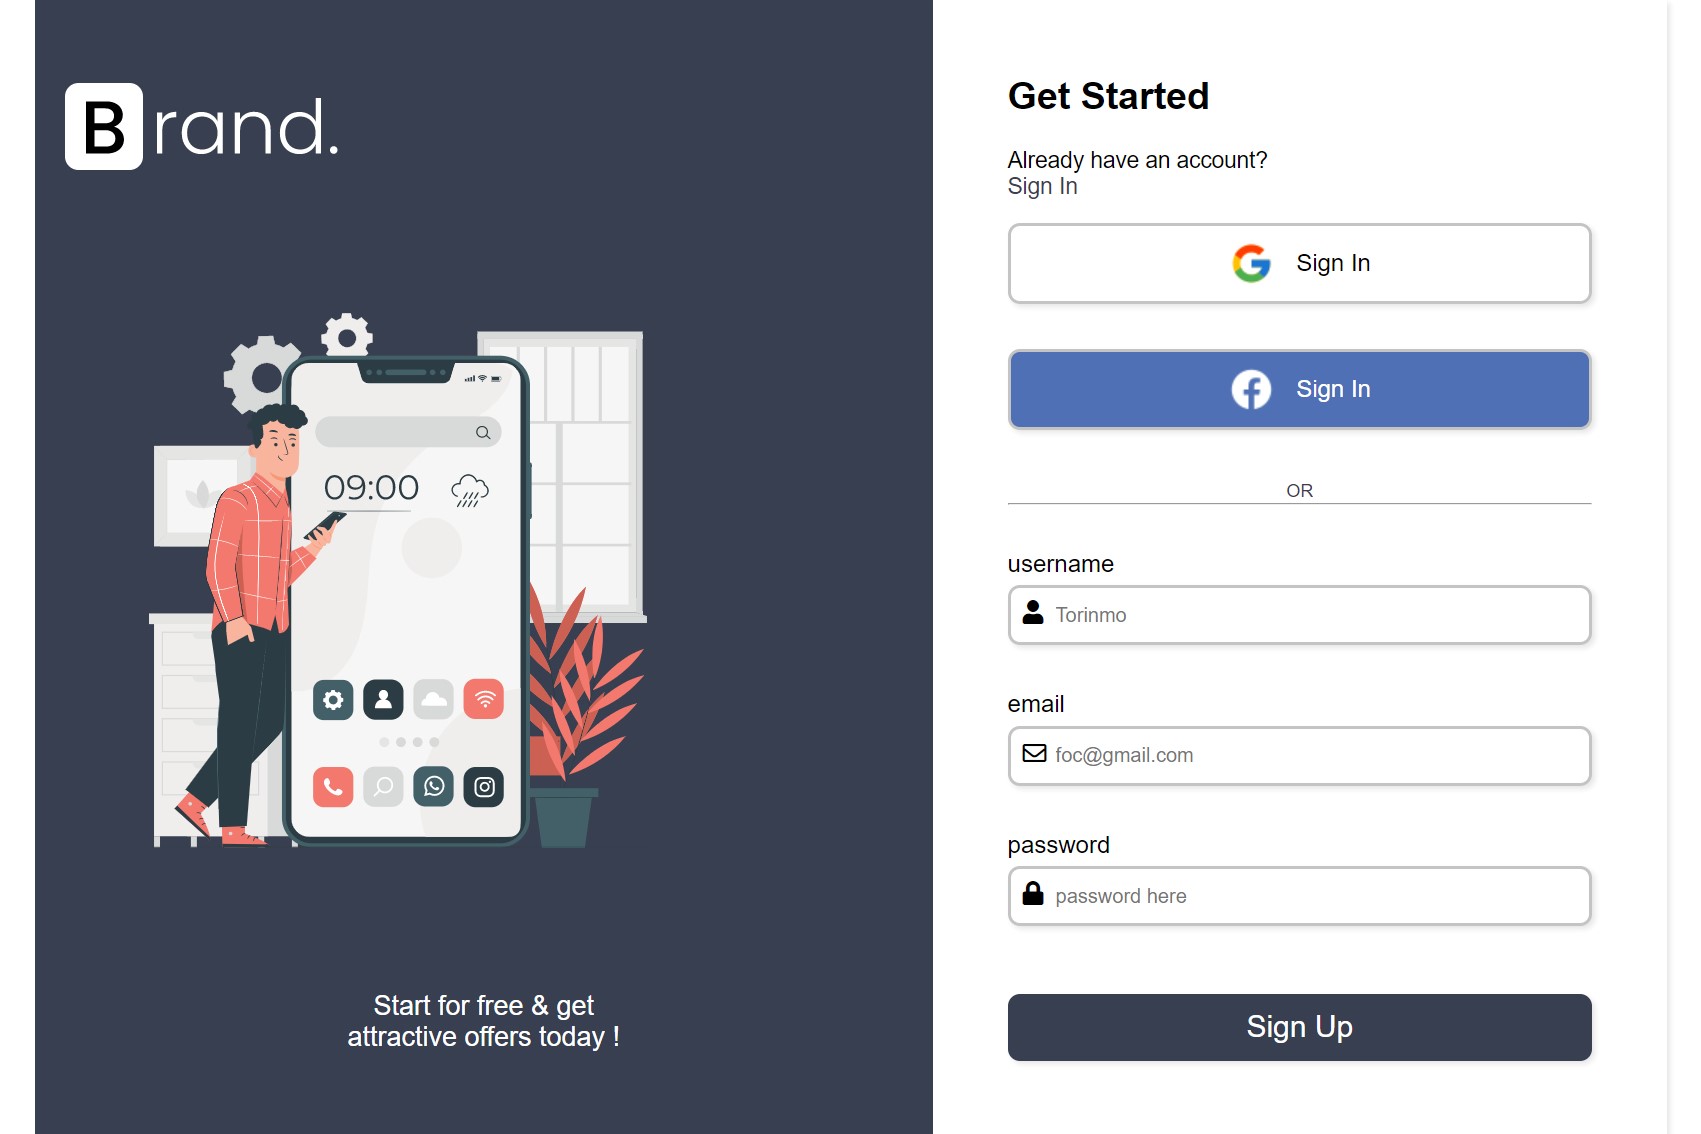 Brand.
09:00
Start for free & get
attractive offers today !
Get Started
Already have an account?
Sign In
Sign In
Sign In
OR
username
Torinmo
email
foc@gmail.com
password
password here
Sign Up